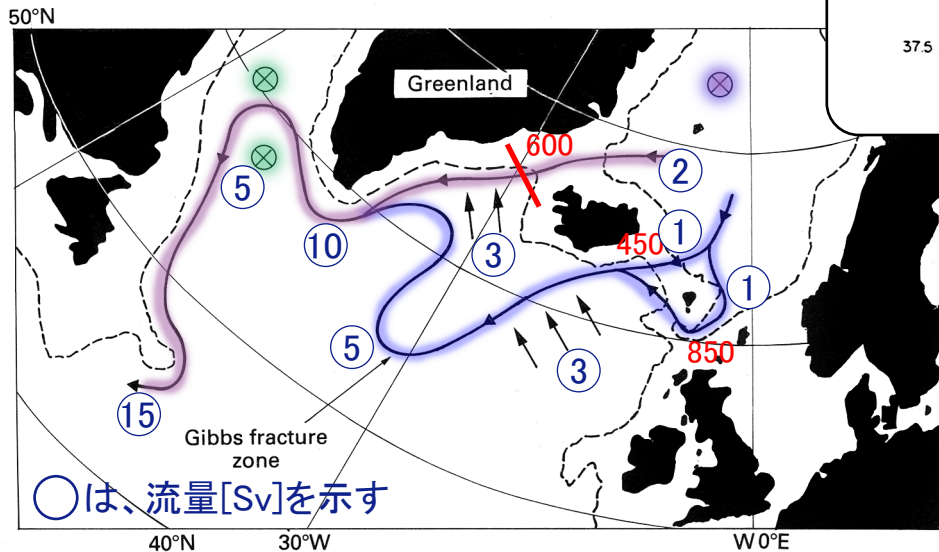 50°N
37.5
Greenland
600
2
5
10
3
450
1
1
5
3
850
15
Gibbs fracture
zone
○は、流量[Sv]を示す
40°N
30°W
W 0°E